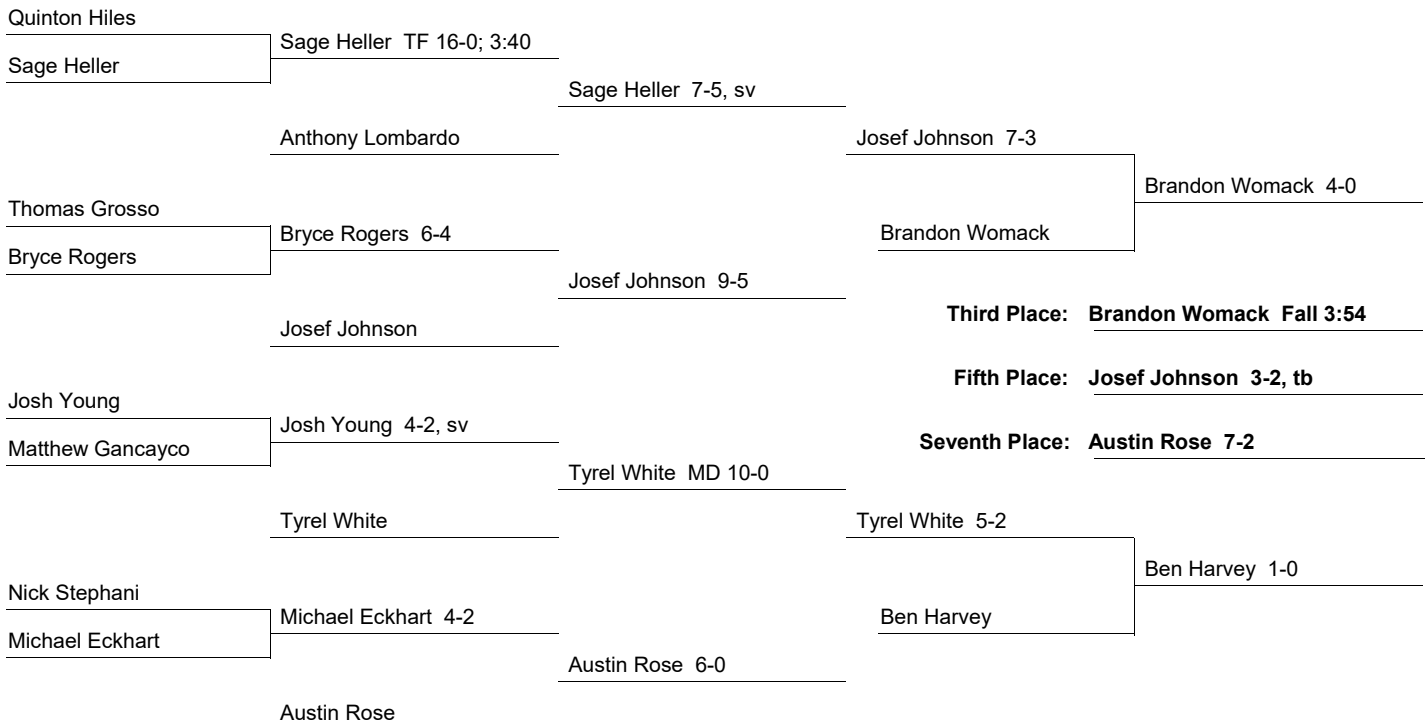 Quinton Hiles
Sage Heller TF 16-0; 3:40
Sage Heller
Sage Heller 7-5, sv
Anthony Lombardo
Josef Johnson 7-3
Brandon Womack 4-0
Thomas Grosso
Bryce Rogers 6-4
Brandon Womack
Bryce Rogers
Josef Johnson 9-5
Third Place: Brandon Womack Fall 3:54
Josef Johnson
Fifth Place: Josef Johnson 3-2, tb
Josh Young
Josh Young 4-2, sv
Seventh Place: Austin Rose 7-2
Matthew Gancayco
Tyrel White MD 10-0
Tyrel White
Tyrel White 5-2
Ben Harvey 1-0
Nick Stephani
Michael Eckhart 4-2
Ben Harvey
Michael Eckhart
Austin Rose 6-0
Austin Rose